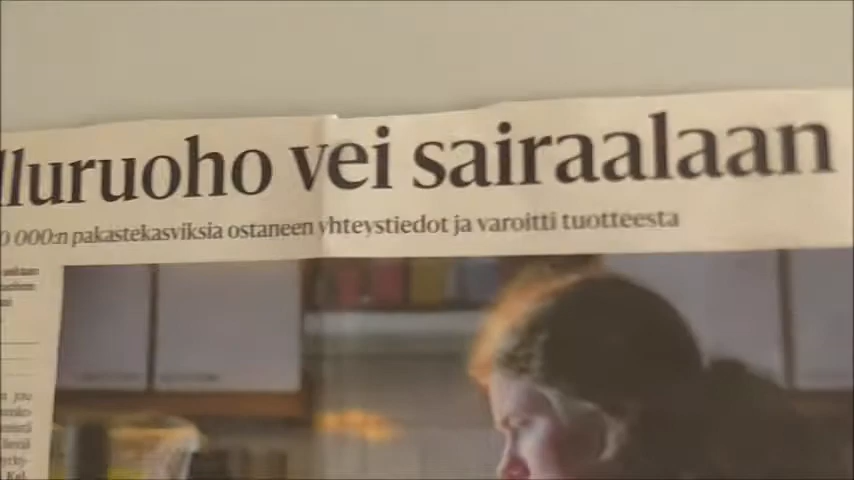 lluruoho vei sairaalaan
0 000:n pakastekasviksia ostaneen yhteystiedot ja varoitti tuotteesta